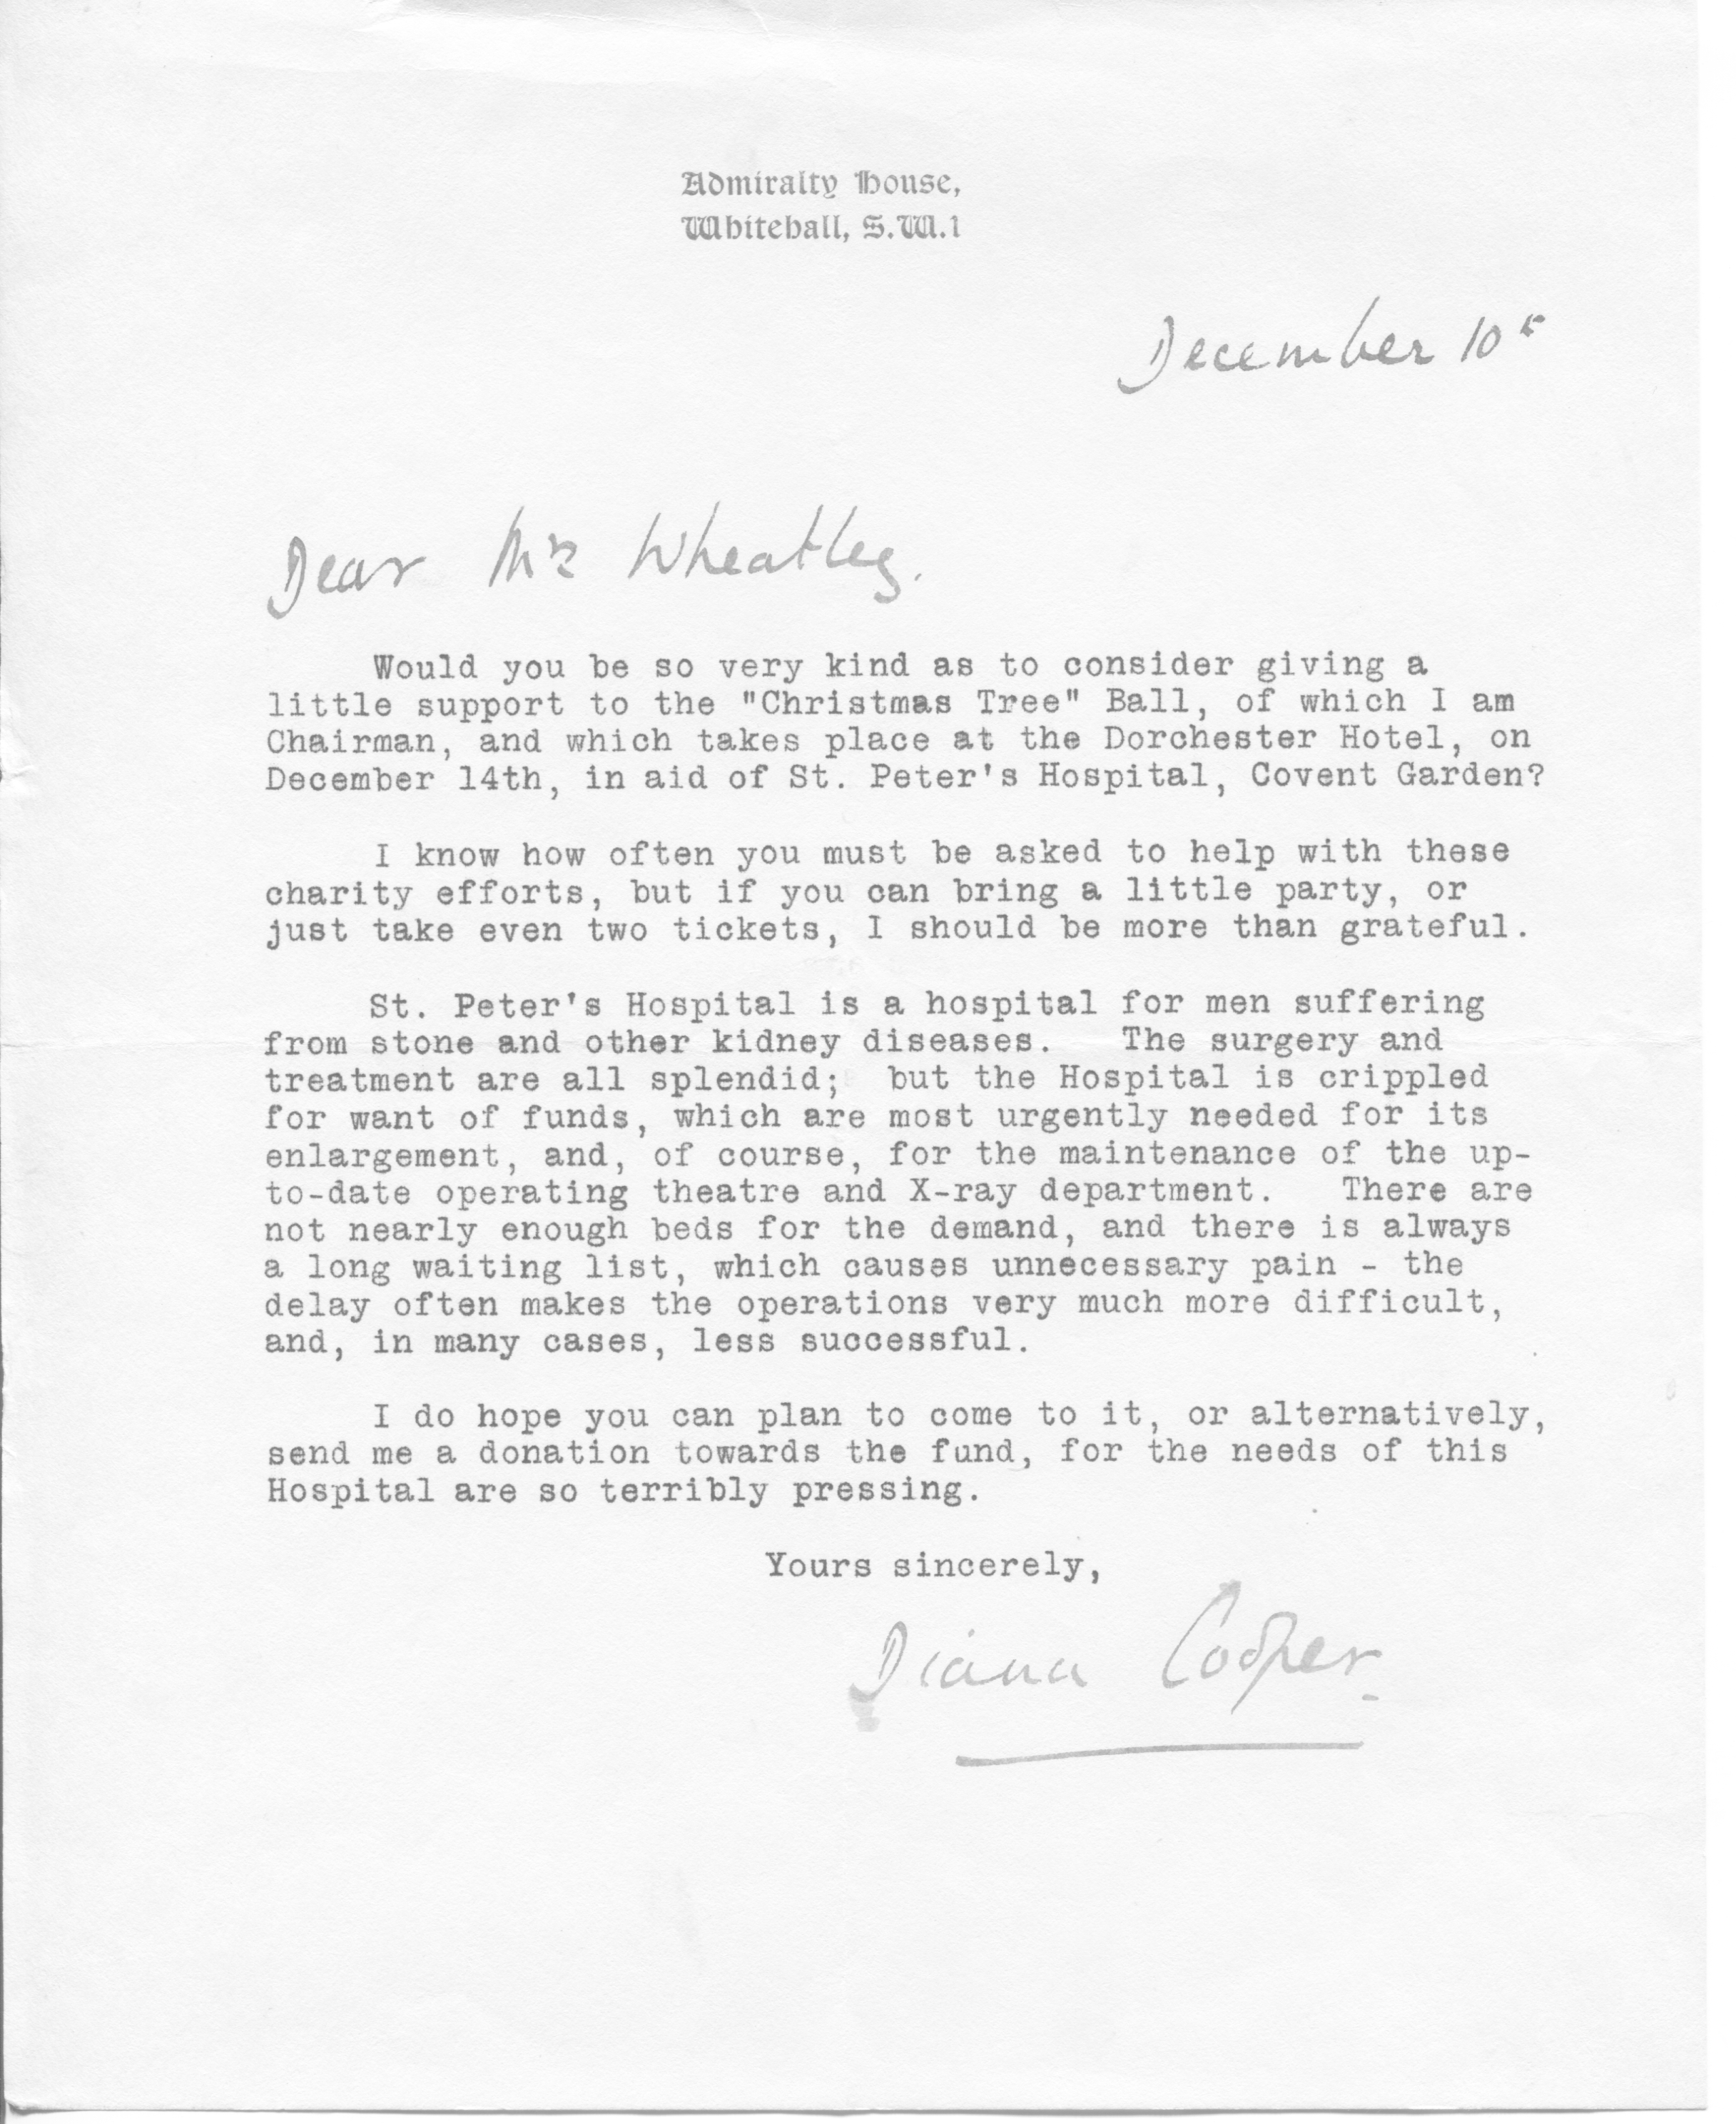 Admiralty House,
Whitehall, S.W.1
December 10th
Dear Mr Wheatley.
Would you be so very kind as to consider giving a
little support to the "Christmas Tree" Ball, of which I am
Chairman, and which takes place at the Dorchester Hotel, on
December 14th, in aid of St. Peter's Hospital, Covent Garden?
I know how often you must be asked to help with these
charity efforts, but if you can bring a little party, or
just take even two tickets, I should be more than grateful.
St. Peter's Hospital is a hospital for men suffering
from stone and other kidney diseases. The surgery and
treatment are all splendid; but the Hospital is crippled
for want of funds, which are most urgently needed for its
enlargement, and, of course, for the maintenance of the up-
to-date operating theatre and X-ray department. There are
not nearly enough beds for the demand, and there is always
a long waiting list, which causes unnecessary pain - the
delay often makes the operations very much more difficult,
and, in many cases, less successful.
I do hope you can plan to come to it, or alternatively,
send me a donation towards the fund, for the needs of this
Hospital are so terribly pressing.
Yours sincerely,
Diana Cooper.